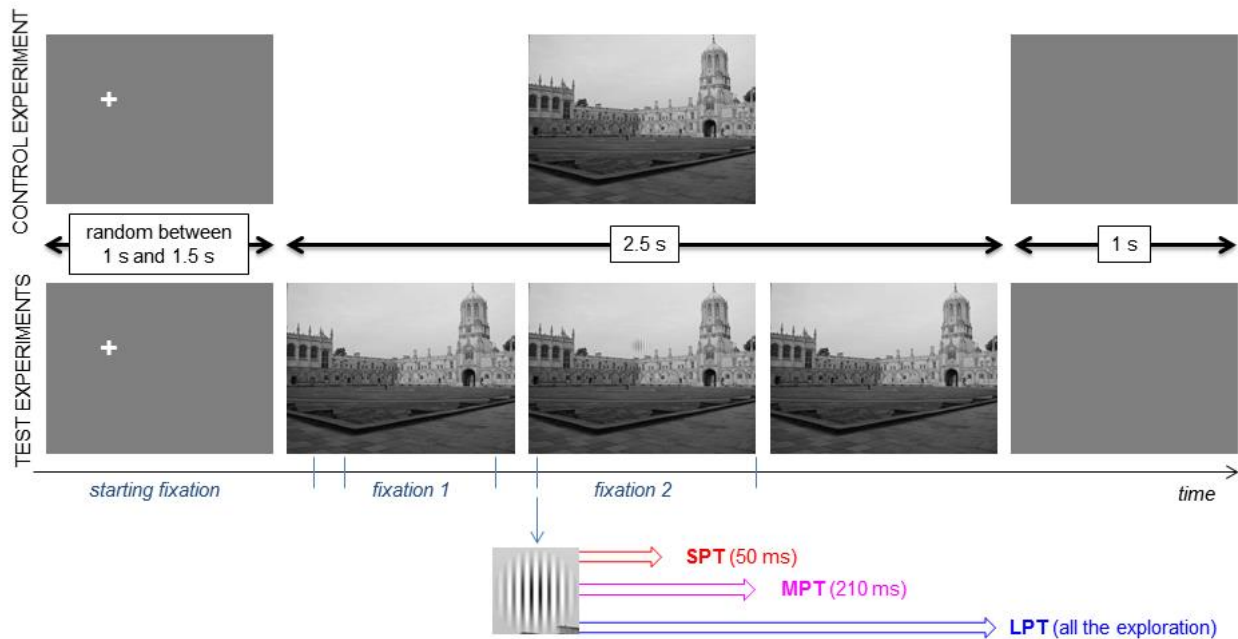 CONTROL EXPERIMENT
random between
1 s and 1.5 s
2.5 s
1 s
TEST EXPERIMENTS
starting fixation
fixation 1
fixation 2
time
SPT (50 ms)
MPT (210 ms)
LPT (all the exploration)